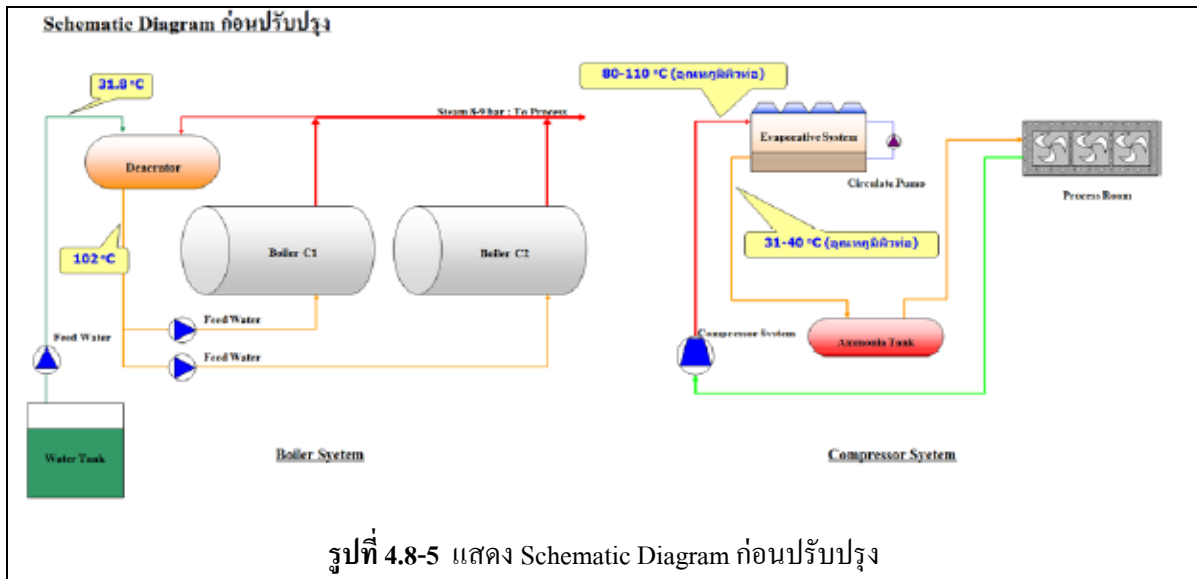 Schematic Diagram ก่อนปรับปรุง
31.8 °C
Steam 8-9 bar : To Process
Deaerator
102 °C
Boiler C1
Boiler C2
Feed Water
Feed Water
Feed Water
Water Tank
Boiler Syetem
80-110 °C (อุณหภูมิผิวท่อ)
Evaporative System
Circulate Pump
Process Room
31-40 °C (อุณหภูมิผิวท่อ)
Compressor System
Ammonia Tank
Compressor Syetem
รูปที่ 4.8-5 แสดง Schematic Diagram ก่อนปรับปรุง